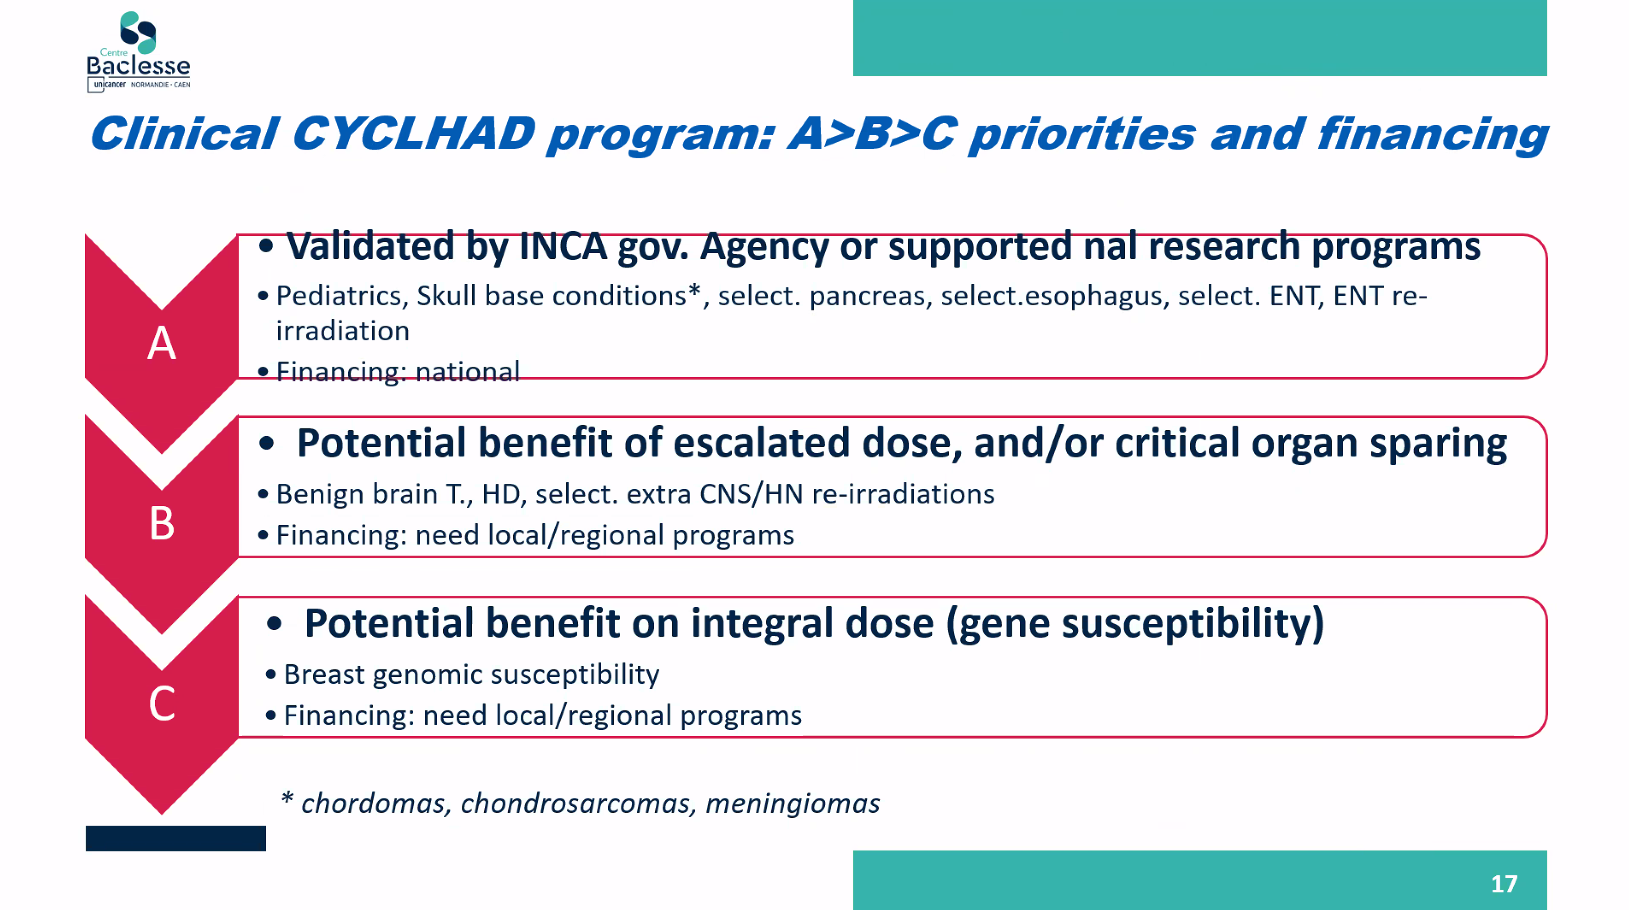 Centre
Baclesse
unicancer NORMANDIE - CAEN
Clinical CYCLHAD program: A>B>C priorities and financing
A
• Validated by INCA gov. Agency or supported nal research programs
• Pediatrics, Skull base conditions*, select. pancreas, select.esophagus, select. ENT, ENT re-
irradiation
• Financing: national
B
• Potential benefit of escalated dose, and/or critical organ sparing
• Benign brain T., HD, select. extra CNS/HN re-irradiations
• Financing: need local/regional programs
C
• Potential benefit on integral dose (gene susceptibility)
• Breast genomic susceptibility
• Financing: need local/regional programs
* chordomas, chondrosarcomas, meningiomas
17